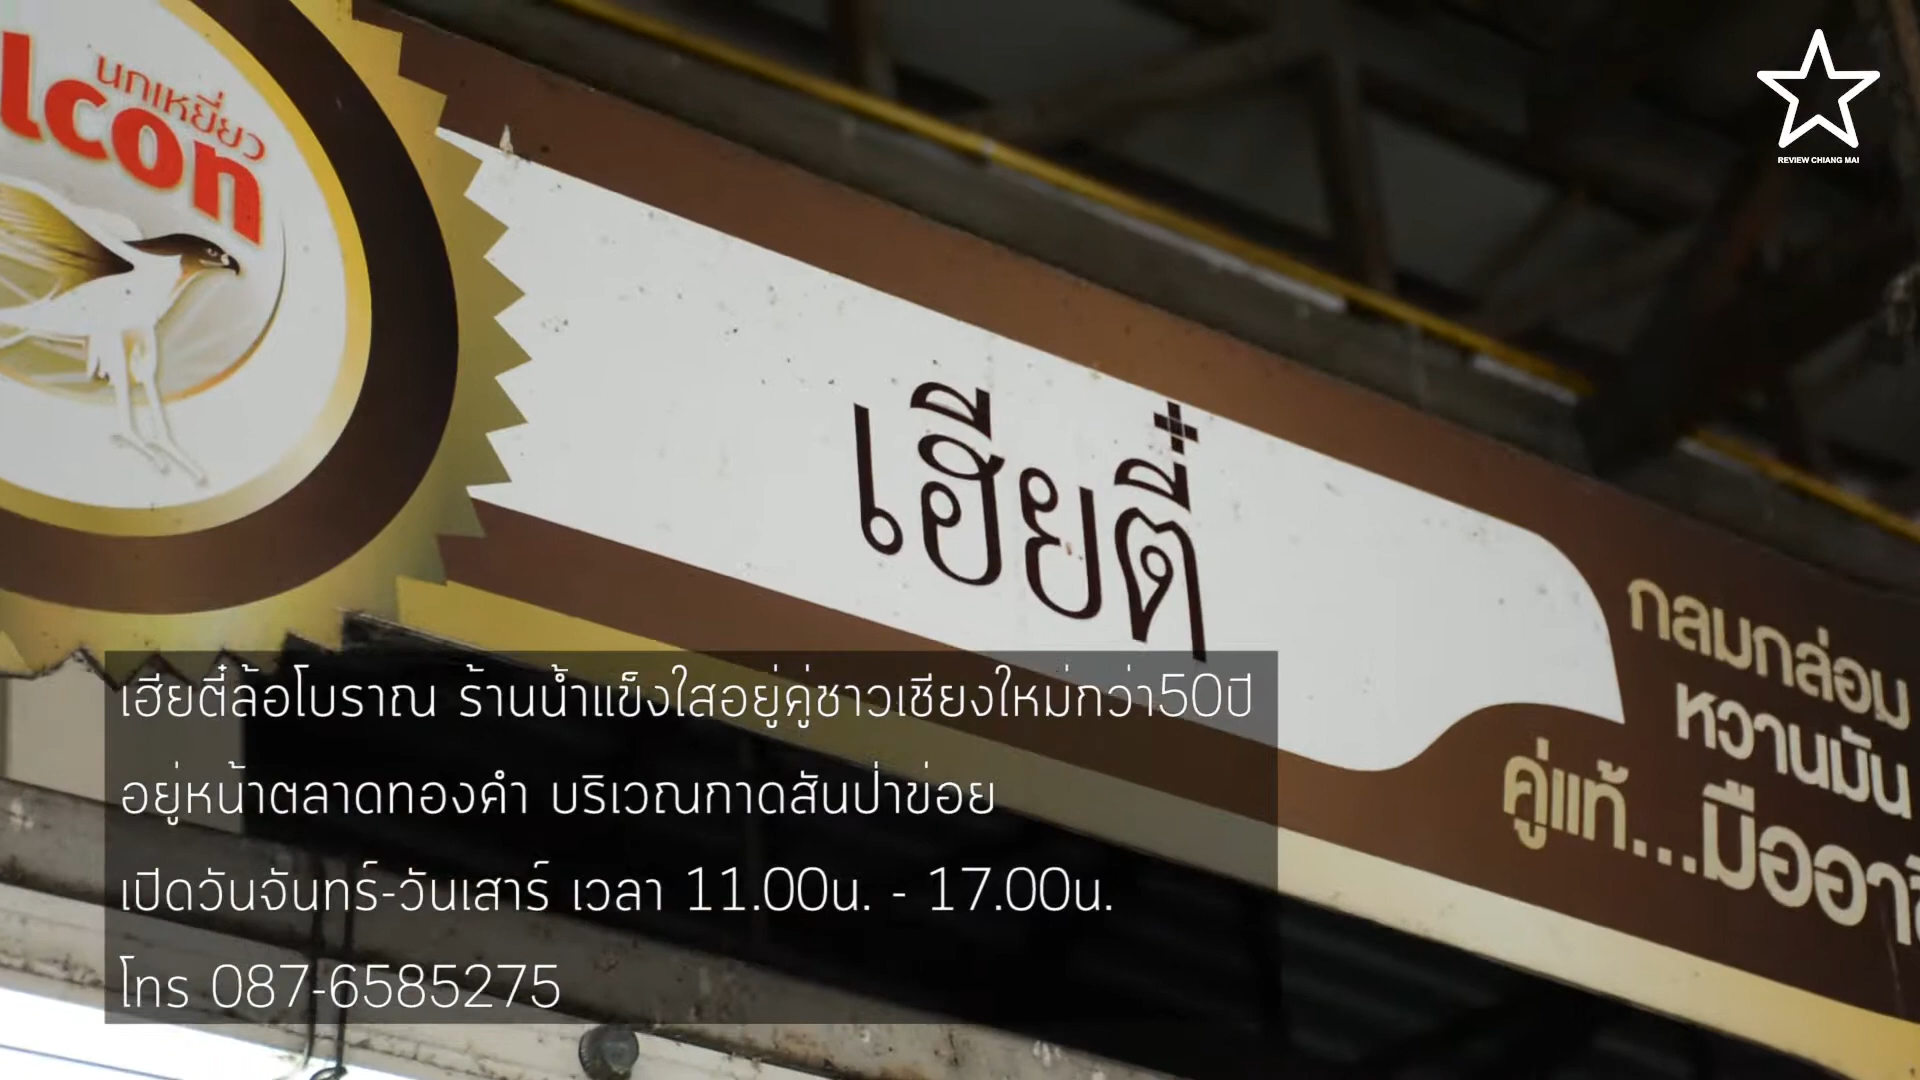 นกเหยี่ยว
lcon
REVIEW CHIANG MAI
เฮียตี๋
กลมกล่อม
หวานมัน
คู่แท้...มืออา
เฮียตี๋ล้อโบราณ ร้านน้ำแข็งใสอยู่คู่ชาวเชียงใหม่กว่า50ปี
อยู่หน้าตลาดทองคำ บริเวณกาดสันป่าข่อย
เปิดวันจันทร์-วันเสาร์ เวลา 11.00น. - 17.00น.
โทร 087-6585275